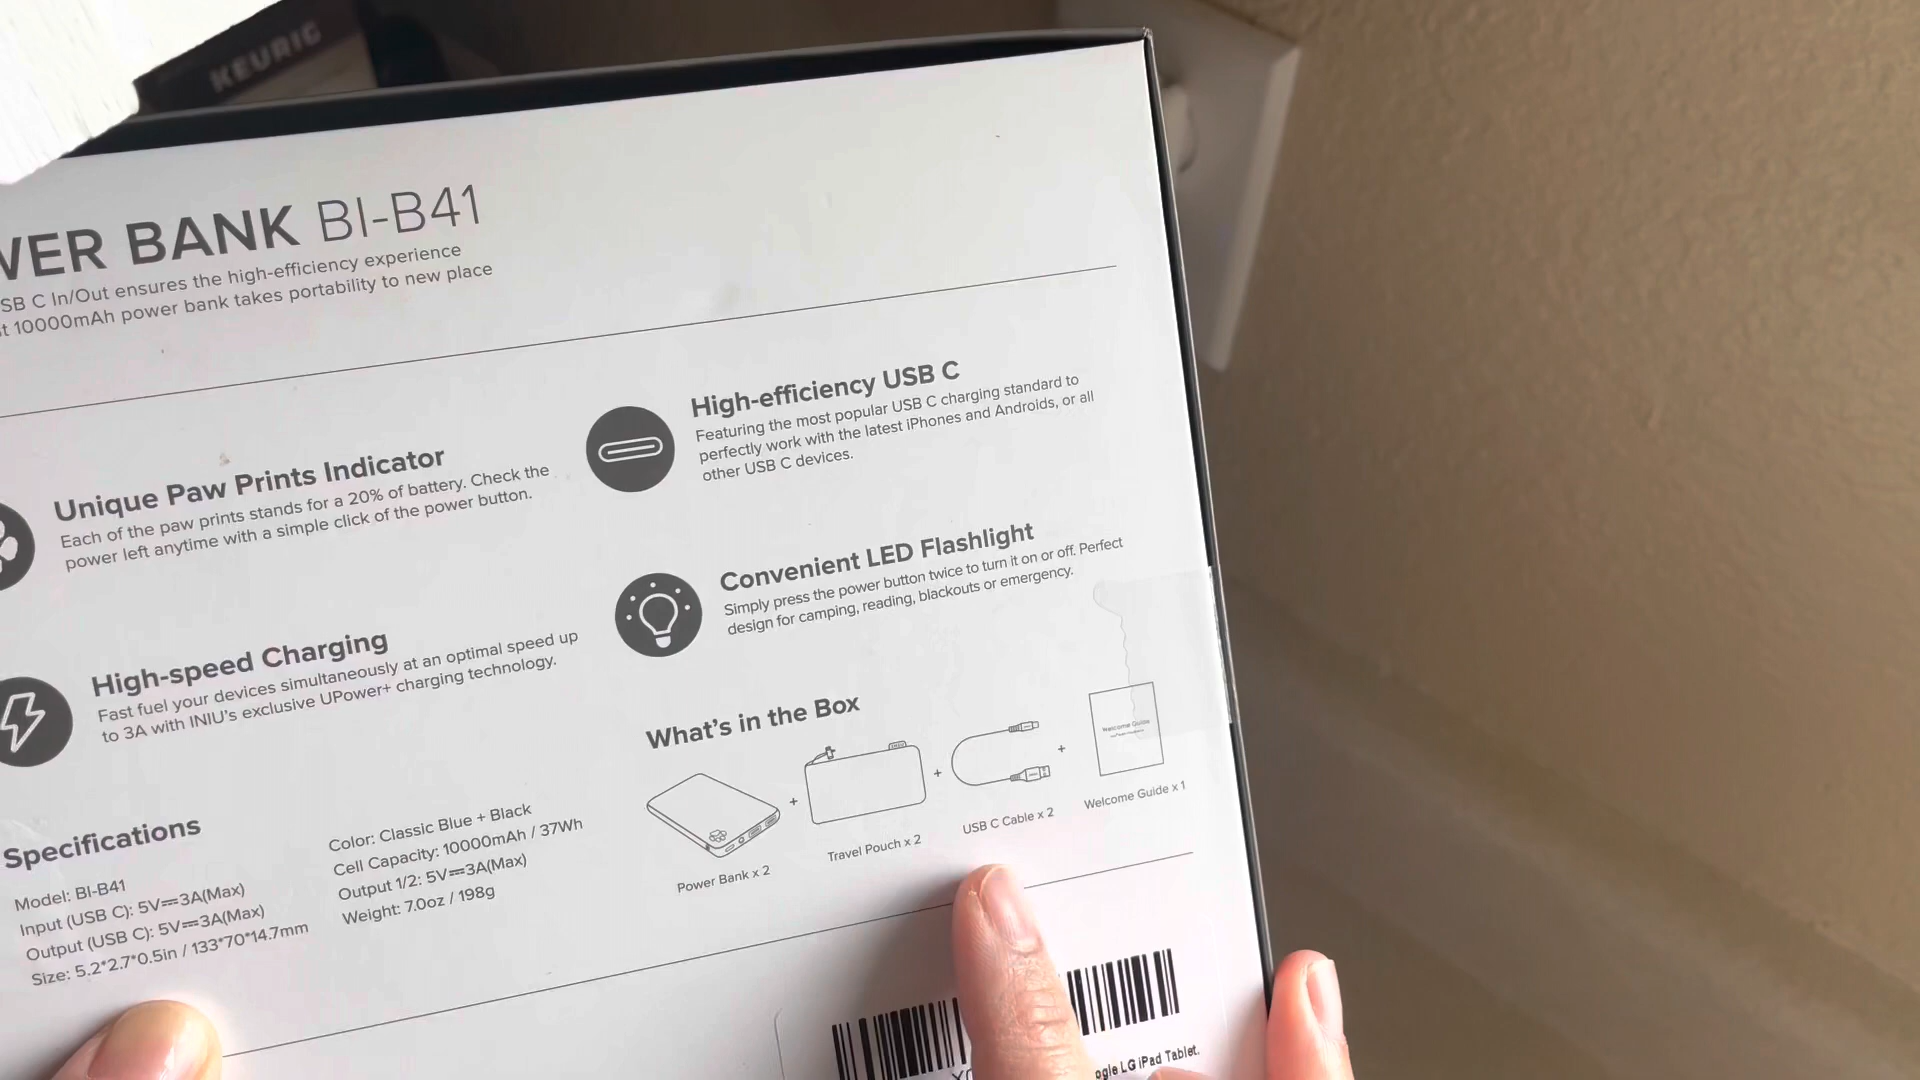 KEURIG
WER BANK BI-B41
SB C In/Out ensures the high-efficiency experience
t 10000mAh power bank takes portability to new place
Unique Paw Prints Indicator
Each of the paw prints stands for a 20% of battery. Check the
power left anytime with a simple click of the power button.
High-efficiency USB C
Featuring the most popular USB C charging standard to
perfectly work with the latest iPhones and Androids, or all
other USB C devices.
High-speed Charging
Fast fuel your devices simultaneously at an optimal speed up
to 3A with INIU's exclusive UPower+ charging technology.
Convenient LED Flashlight
Simply press the power button twice to turn it on or off. Perfect
design for camping, reading, blackouts or emergency.
What's in the Box
Welcome Guide
Power Bank x 2
Travel Pouch x 2
USB C Cable x 2
Welcome Guide x 1
Specifications
Model: BI-B41
Input (USB C): 5V⎓3A(Max)
Output (USB C): 5V⎓3A(Max)
Size: 5.2*2.7*0.5in / 133*70*14.7mm
Color: Classic Blue + Black
Cell Capacity: 10000mAh / 37Wh
Output 1/2: 5V⎓3A(Max)
Weight: 7.0oz / 198g
ogle LG iPad Tablet.